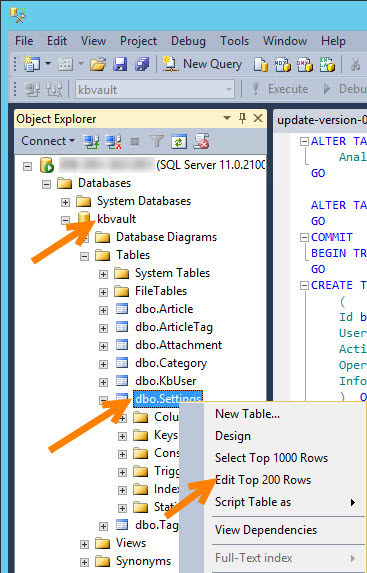 File Edit View Project Debug Tools Window Help
New Query
kbvault Execute Debu
Object Explorer
update-version-0
Connect
(SQL Server 11.0.2100
Databases
System Databases
kbvault
Database Diagrams
Tables
System Tables
FileTables
dbo.Article
dbo.ArticleTag
dbo.Attachment
dbo.Category
dbo.KbUser
dbo.Settings
Colu
Keys
Cons
Trigg
Index
Stati
dbo.Tag
Views
Synonyms
ALTER TA
Anal
GO
ALTER TA
GO
COMMIT
BEGIN TR
GO
CREATE T
(
Id b
User
Acti
Oper
Info
) O
New Table...
Design
Select Top 1000 Rows
Edit Top 200 Rows
Script Table as
View Dependencies
Full-Text index